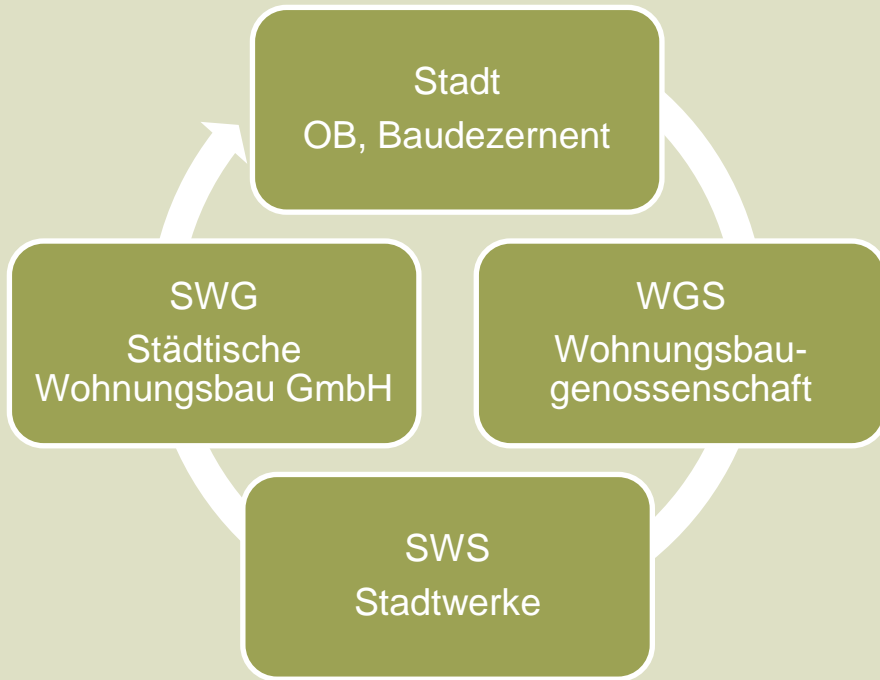 Stadt
OB, Baudezernent
SWG
Städtische
Wohnungsbau GmbH
WGS
Wohnungsbau-
genossenschaft
SWS
Stadtwerke